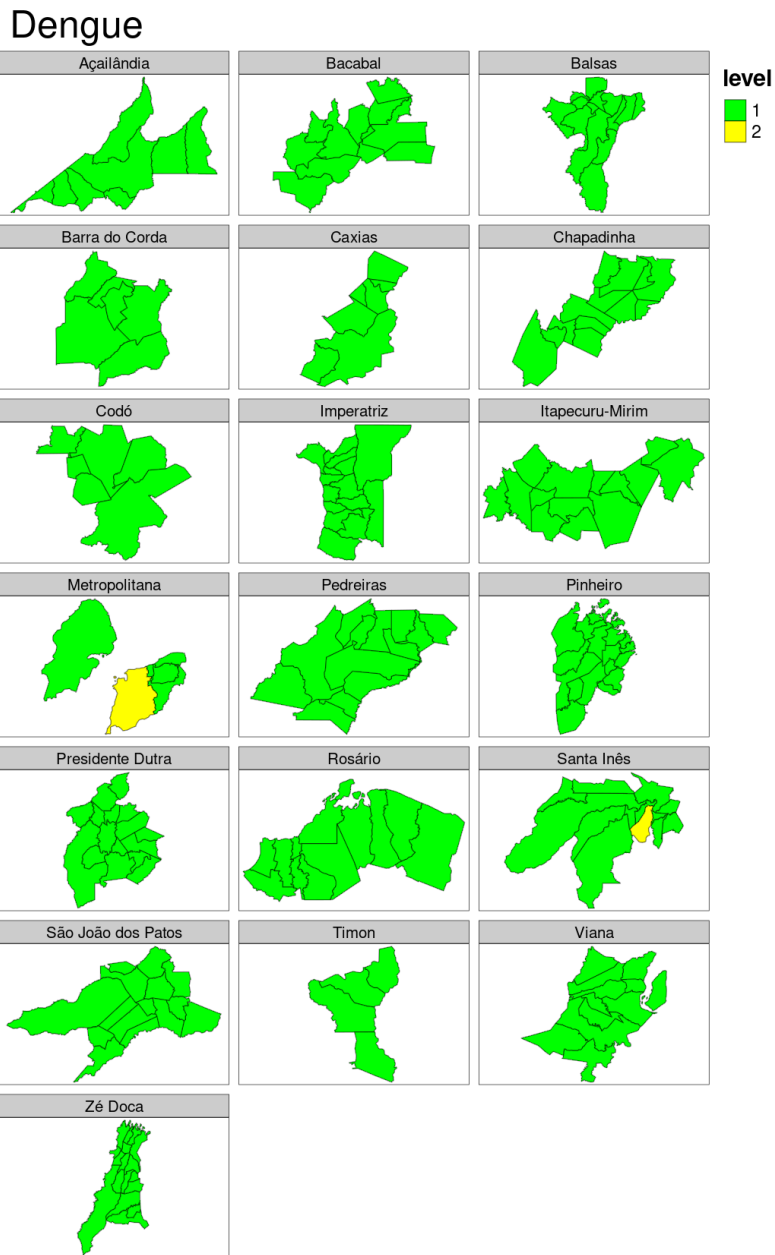 Dengue
Açailândia
Bacabal
Balsas
level
1
2
Barra do Corda
Caxias
Chapadinha
Codó
Imperatriz
Itapecuru-Mirim
Metropolitana
Pedreiras
Pinheiro
Presidente Dutra
Rosário
Santa Inês
São João dos Patos
Timon
Viana
Zé Doca